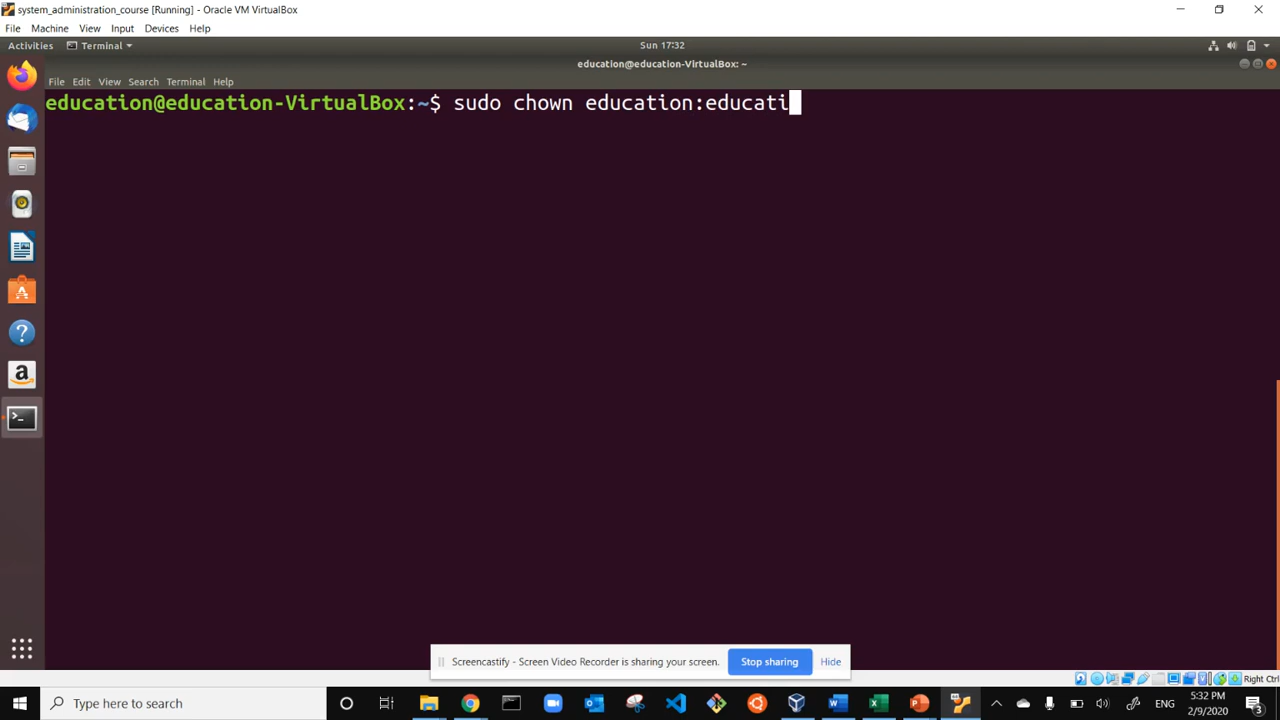 system_administration_course [Running] - Oracle VM VirtualBox
File Machine View Input Devices Help
Activities Terminal Sun 17:32
education@education-VirtualBox: ~
File Edit View Search Terminal Help
education@education-VirtualBox:~$ sudo chown education:educati
Screencastify - Screen Video Recorder is sharing your screen. Stop sharing Hide
Right Ctrl
Type here to search
ENG
5:32 PM
2/9/2020
3